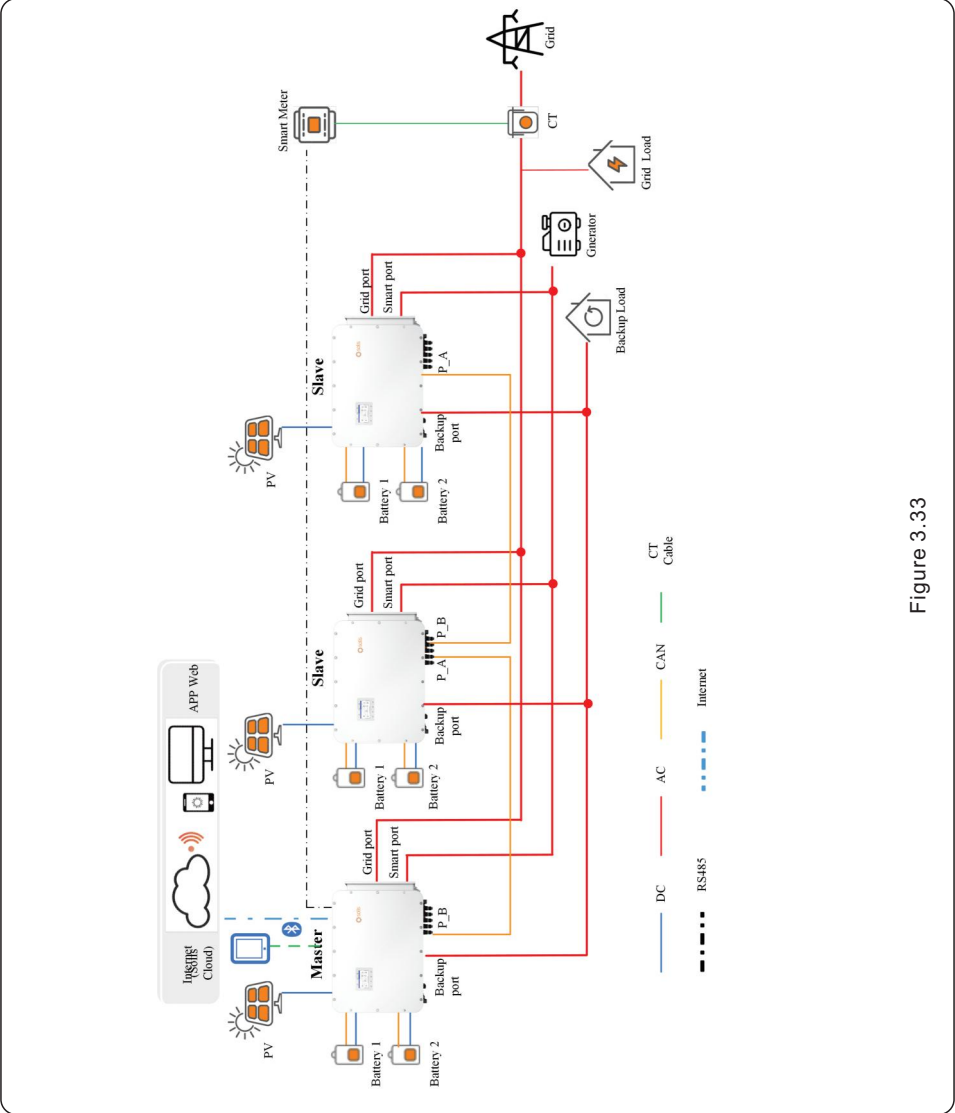 Internet
(Solis
Cloud)
APP Web
Smart Meter
Grid
CT
Grid Load
Gnerator
Backup Load
PV
Master
Grid port
Smart port
Backup
port
P_B
Battery 1
Battery 2
PV
Slave
Grid port
Smart port
Backup
port
P_A
P_B
Battery 1
Battery 2
PV
Slave
Grid port
Smart port
Backup
port
P_A
Battery 1
Battery 2
DC
AC
CAN
CT
Cable
RS485
Internet
Figure 3.33